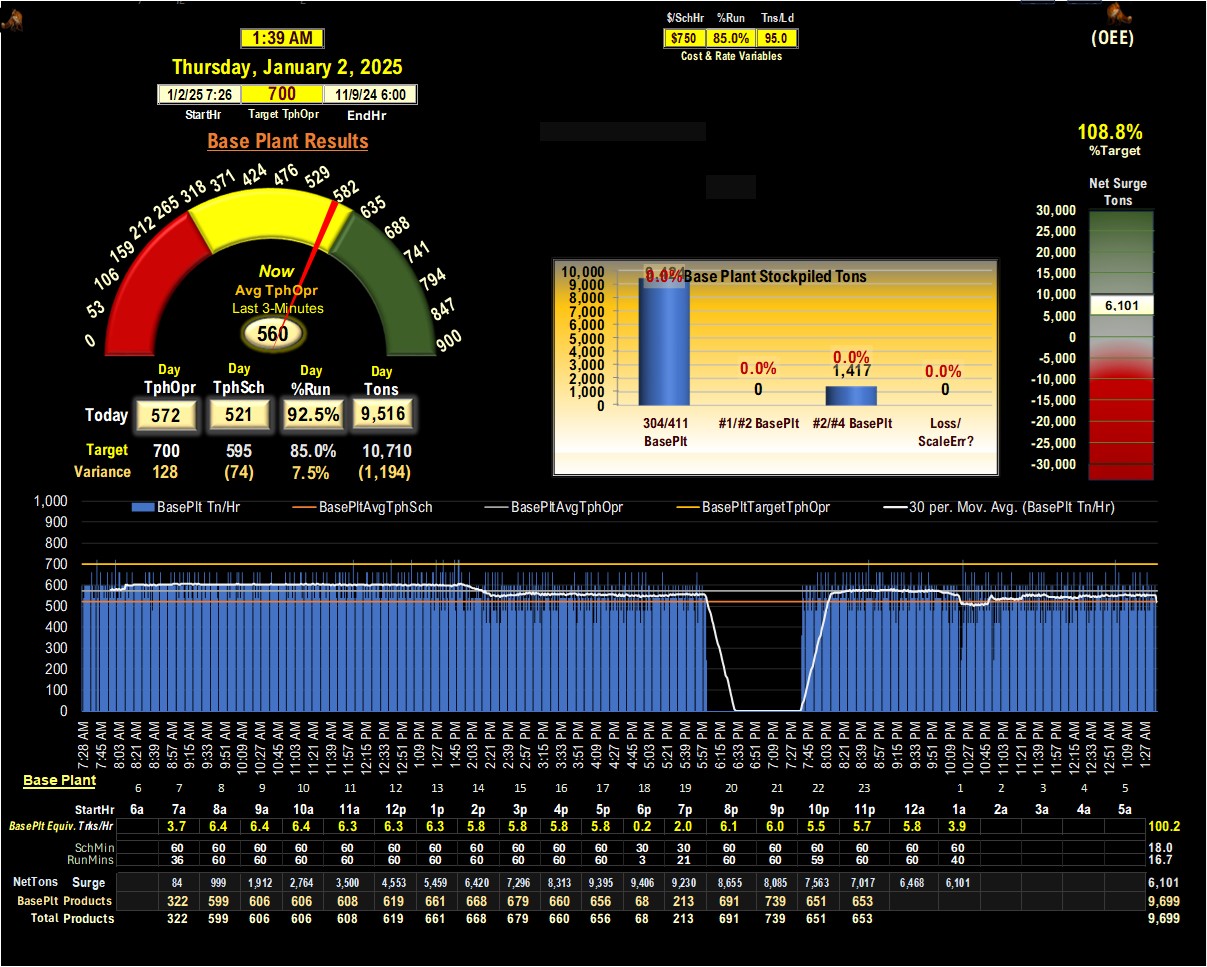 $/SchHr %Run Tns/Ld
$750 85.0% 95.0
Cost & Rate Variables
(OEE)
1:39 AM
Thursday, January 2, 2025
1/2/25 7:26 700 11/9/24 6:00
StartHr Target TphOpr EndHr
Base Plant Results
108.8%
%Target
Net Surge
Tons
30,000
25,000
20,000
15,000
10,000
6,101
5,000
0
-5,000
-10,000
-15,000
-20,000
-25,000
-30,000
0 53 106 159 212 265 318 371 424 476 529 582 635 688 741 794 847 900
Now
Avg TphOpr
Last 3-Minutes
560
Day Day Day Day
TphOpr TphSch %Run Tons
Today 572 521 92.5% 9,516
Target 700 595 85.0% 10,710
Variance 128 (74) 7.5% (1,194)
Base Plant Stockpiled Tons
10,000
9,000
8,000
7,000
6,000
5,000
4,000
3,000
2,000
1,000
0
0.0% 0.0% 0.0% 0.0%
0 1,417 0
304/411 BasePlt
#1/#2 BasePlt
#2/#4 BasePlt
Loss/ ScaleErr?
BasePlt Tn/Hr BasePltAvgTphSch BasePltAvgTphOpr BasePltTargetTphOpr 30 per. Mov. Avg. (BasePlt Tn/Hr)
1,000
900
800
700
600
500
400
300
200
100
0
7:28 AM 7:45 AM 8:03 AM 8:21 AM 8:39 AM 8:57 AM 9:15 AM 9:33 AM 9:51 AM 10:09 AM 10:27 AM 10:45 AM 11:03 AM 11:21 AM 11:39 AM 11:57 AM 12:15 PM 12:33 PM 12:51 PM 1:09 PM 1:27 PM 1:45 PM 2:03 PM 2:21 PM 2:39 PM 2:57 PM 3:15 PM 3:33 PM 3:51 PM 4:09 PM 4:27 PM 4:45 PM 5:03 PM 5:21 PM 5:39 PM 5:57 PM 6:15 PM 6:33 PM 6:51 PM 7:09 PM 7:27 PM 7:45 PM 8:03 PM 8:21 PM 8:39 PM 8:57 PM 9:15 PM 9:33 PM 9:51 PM 10:09 PM 10:27 PM 10:45 PM 11:03 PM 11:21 PM 11:39 PM 11:57 PM 12:15 AM 12:33 AM 12:51 AM 1:09 AM 1:27 AM
Base Plant
6 7 8 9 10 11 12 13 14 15 16 17 18 19 20 21 22 23 1 2 3 4 5
StartHr 6a 7a 8a 9a 10a 11a 12p 1p 2p 3p 4p 5p 6p 7p 8p 9p 10p 11p 12a 1a 2a 3a 4a 5a
BasePlt Equiv. Trks/Hr 3.7 6.4 6.4 6.4 6.3 6.3 6.3 5.8 5.8 5.8 5.8 0.2 2.0 6.1 6.0 5.5 5.7 5.8 3.9 100.2
SchMin 60 60 60 60 60 60 60 60 60 60 60 30 30 60 60 60 60 60 60 18.0
RunMins 36 60 60 60 60 60 60 60 60 60 60 3 21 60 60 59 60 60 40 16.7
NetTons Surge 84 999 1,912 2,764 3,500 4,553 5,459 6,420 7,296 8,313 9,395 9,406 9,230 8,655 8,085 7,563 7,017 6,468 6,101 6,101
BasePlt Products 322 599 606 606 608 619 661 668 679 660 656 68 213 691 739 651 653 9,699
Total Products 322 599 606 606 608 619 661 668 679 660 656 68 213 691 739 651 653 9,699